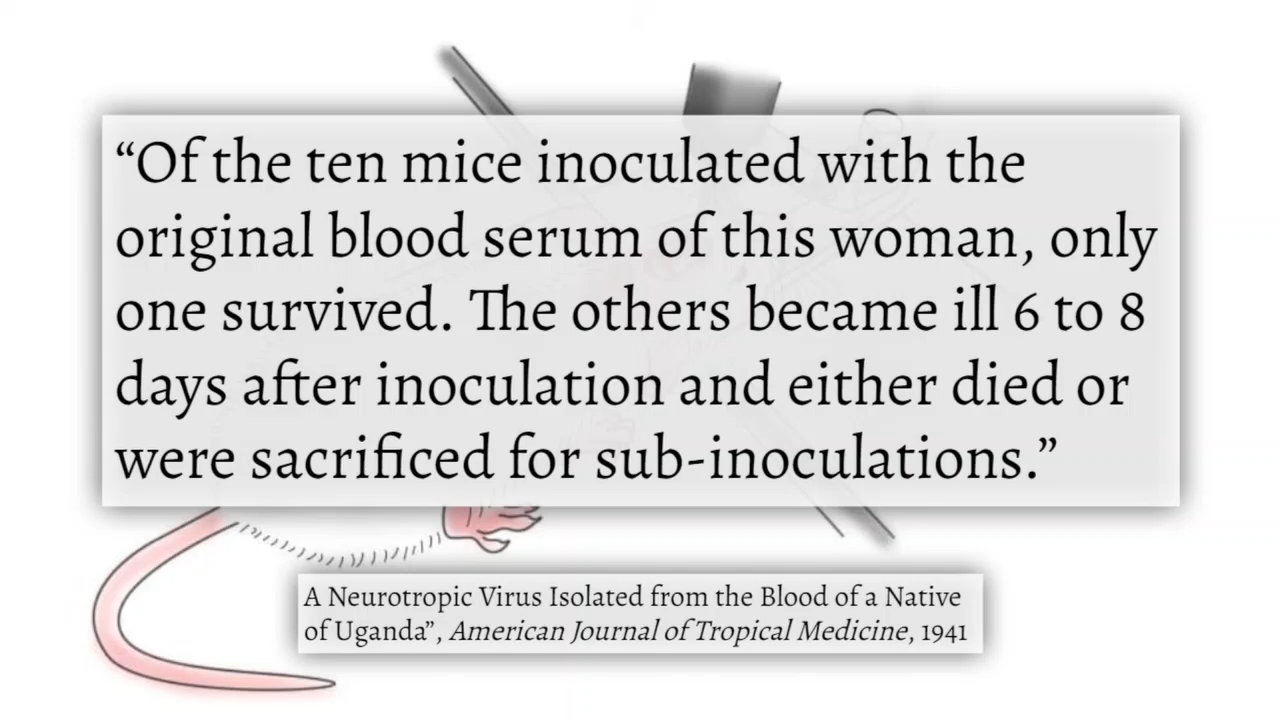 “Of the ten mice inoculated with the
original blood serum of this woman, only
one survived. The others became ill 6 to 8
days after inoculation and either died or
were sacrificed for sub-inoculations.”
A Neurotropic Virus Isolated from the Blood of a Native
of Uganda”, American Journal of Tropical Medicine, 1941